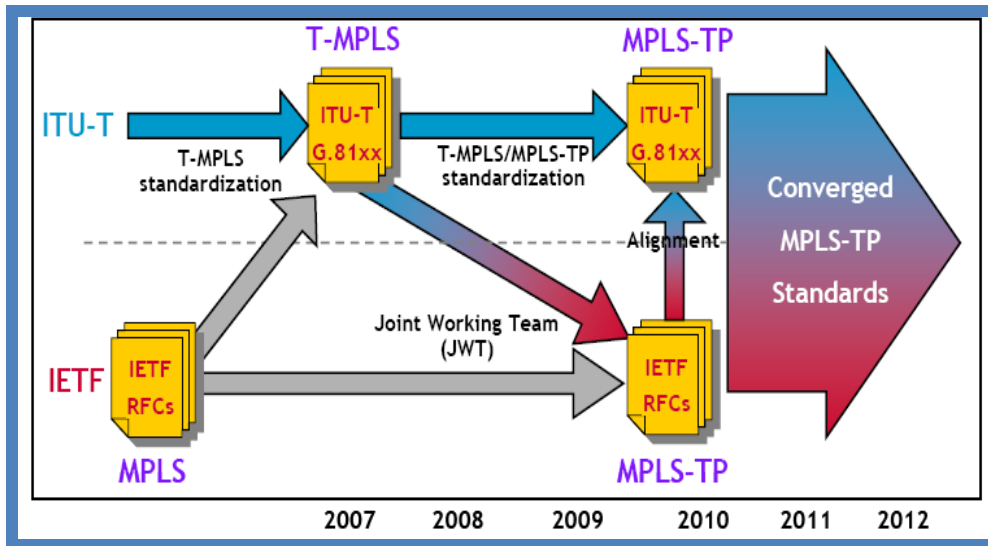 T-MPLS
MPLS-TP
ITU-T
ITU-T
G.81xx
ITU-T
G.81xx
T-MPLS
standardization
T-MPLS/MPLS-TP
standardization
Converged
MPLS-TP
Standards
Alignment
Joint Working Team
(JWT)
IETF
IETF
RFCs
IETF
RFCs
MPLS
MPLS-TP
2007 2008 2009 2010 2011 2012